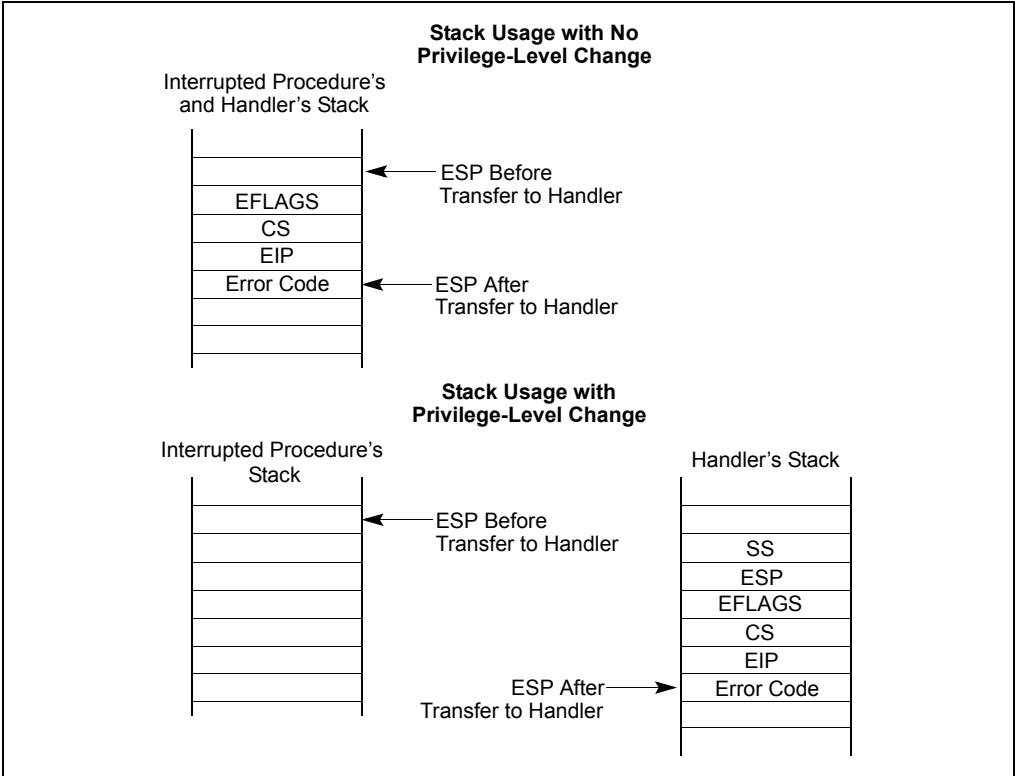 Stack Usage with No
Privilege-Level Change
Interrupted Procedure's
and Handler's Stack
ESP Before
Transfer to Handler
EFLAGS
CS
EIP
Error Code
ESP After
Transfer to Handler
Stack Usage with
Privilege-Level Change
Interrupted Procedure's
Stack
Handler's Stack
ESP Before
Transfer to Handler
SS
ESP
EFLAGS
CS
EIP
ESP After
Transfer to Handler
Error Code